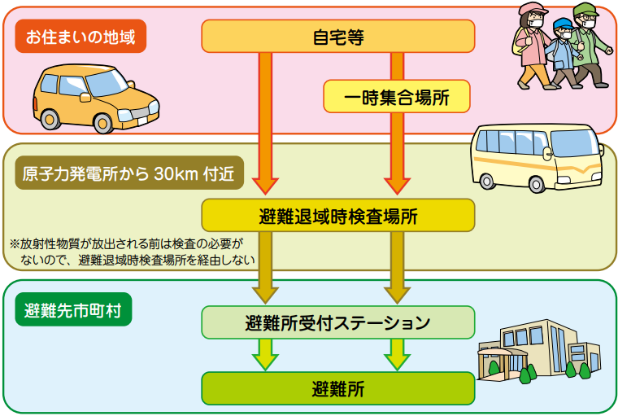 お住まいの地域
自宅等
一時集合場所
原子力発電所から30km付近
避難退域時検査場所
※放射性物質が放出される前は検査の必要が
ないので、避難退域時検査場所を経由しない
避難先市町村
避難所受付ステーション
避難所